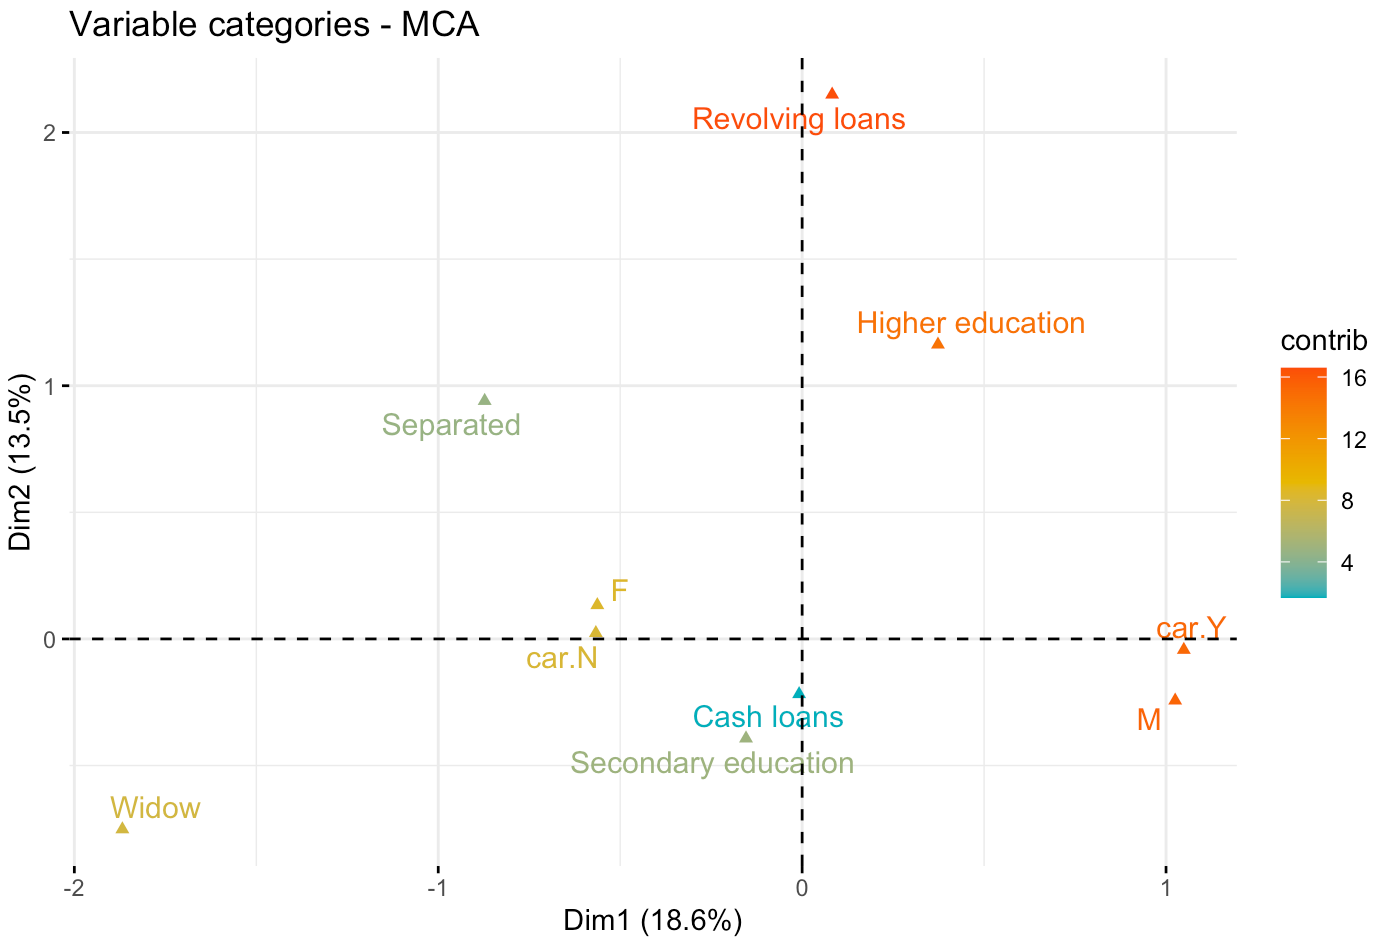 Variable categories - MCA
Revolving loans
Higher education
Separated
F
car.N
car.Y
M
Cash loans
Secondary education
Widow
2
1
0
-2
-1
0
1
Dim2 (13.5%)
Dim1 (18.6%)
contrib
16
12
8
4